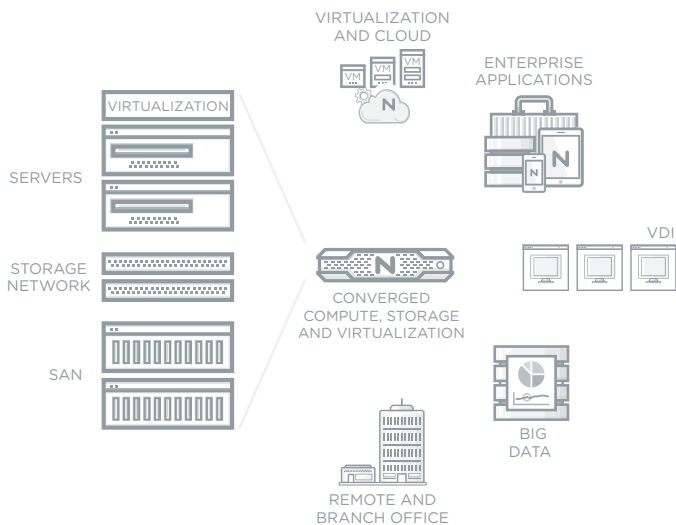 VIRTUALIZATION
AND CLOUD
VM
VM
VM
N
ENTERPRISE
APPLICATIONS
N
N
VIRTUALIZATION
SERVERS
STORAGE
NETWORK
SAN
N
CONVERGED
COMPUTE, STORAGE
AND VIRTUALIZATION
VDI
BIG
DATA
REMOTE AND
BRANCH OFFICE